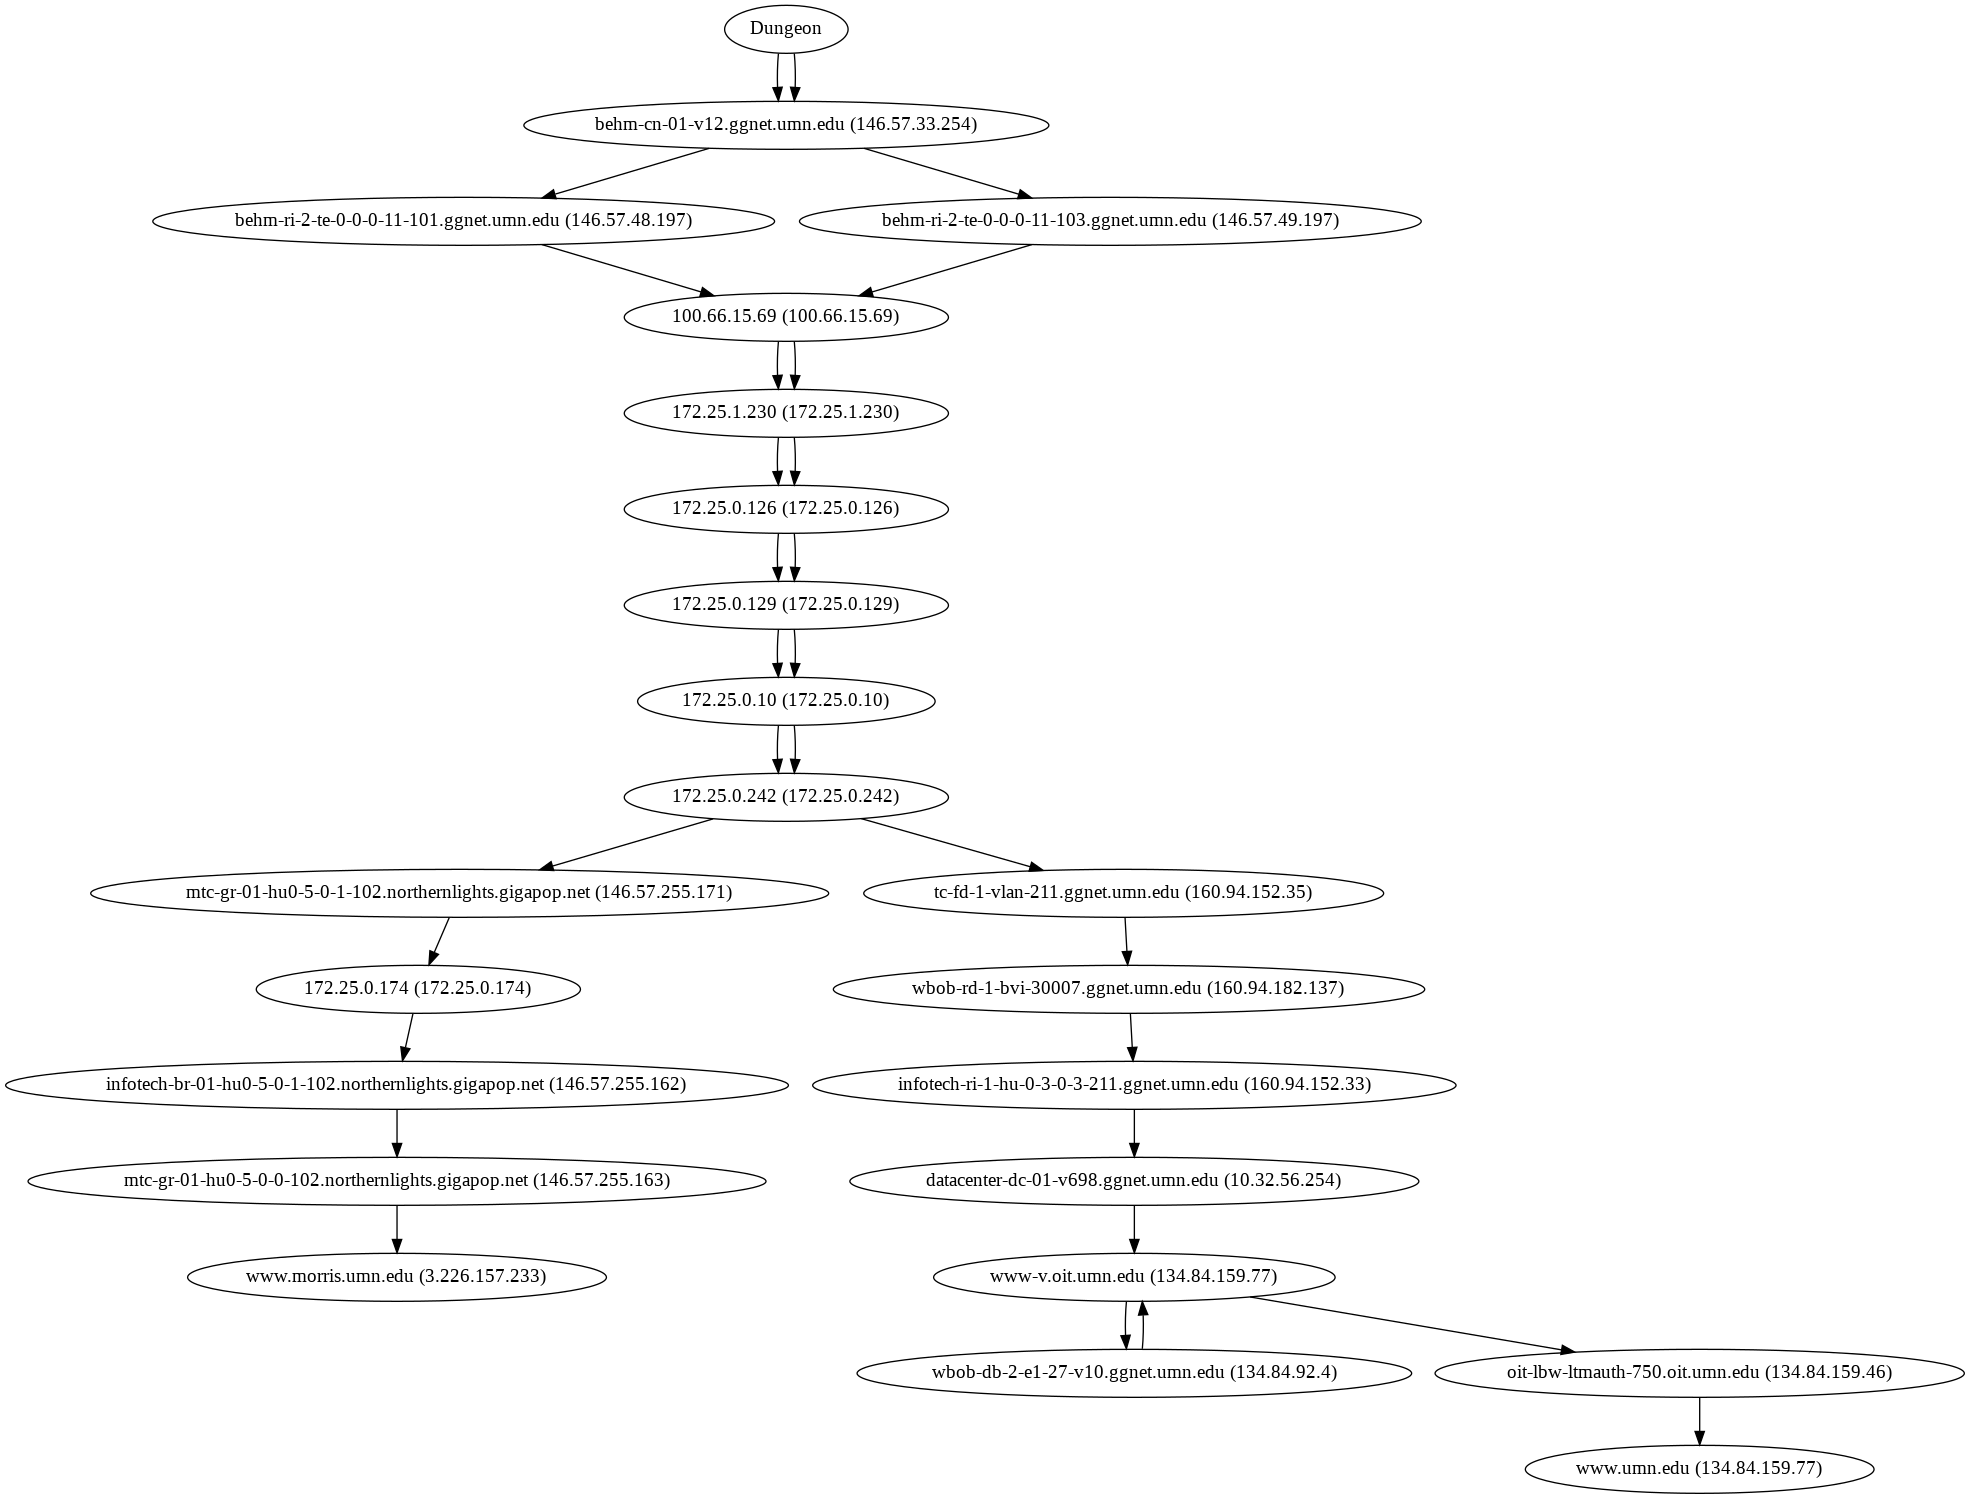 Dungeon
behm-cn-01-v12.ggnet.umn.edu (146.57.33.254)
behm-ri-2-te-0-0-0-11-101.ggnet.umn.edu (146.57.48.197)
behm-ri-2-te-0-0-0-11-103.ggnet.umn.edu (146.57.49.197)
100.66.15.69 (100.66.15.69)
172.25.1.230 (172.25.1.230)
172.25.0.126 (172.25.0.126)
172.25.0.129 (172.25.0.129)
172.25.0.10 (172.25.0.10)
172.25.0.242 (172.25.0.242)
mtc-gr-01-hu0-5-0-1-102.northernlights.gigapop.net (146.57.255.171)
tc-fd-1-vlan-211.ggnet.umn.edu (160.94.152.35)
172.25.0.174 (172.25.0.174)
wbob-rd-1-bvi-30007.ggnet.umn.edu (160.94.182.137)
infotech-br-01-hu0-5-0-1-102.northernlights.gigapop.net (146.57.255.162)
infotech-ri-1-hu-0-3-0-3-211.ggnet.umn.edu (160.94.152.33)
mtc-gr-01-hu0-5-0-0-102.northernlights.gigapop.net (146.57.255.163)
datacenter-dc-01-v698.ggnet.umn.edu (10.32.56.254)
www.morris.umn.edu (3.226.157.233)
www-v.oit.umn.edu (134.84.159.77)
wbob-db-2-e1-27-v10.ggnet.umn.edu (134.84.92.4)
oit-lbw-ltmauth-750.oit.umn.edu (134.84.159.46)
www.umn.edu (134.84.159.77)